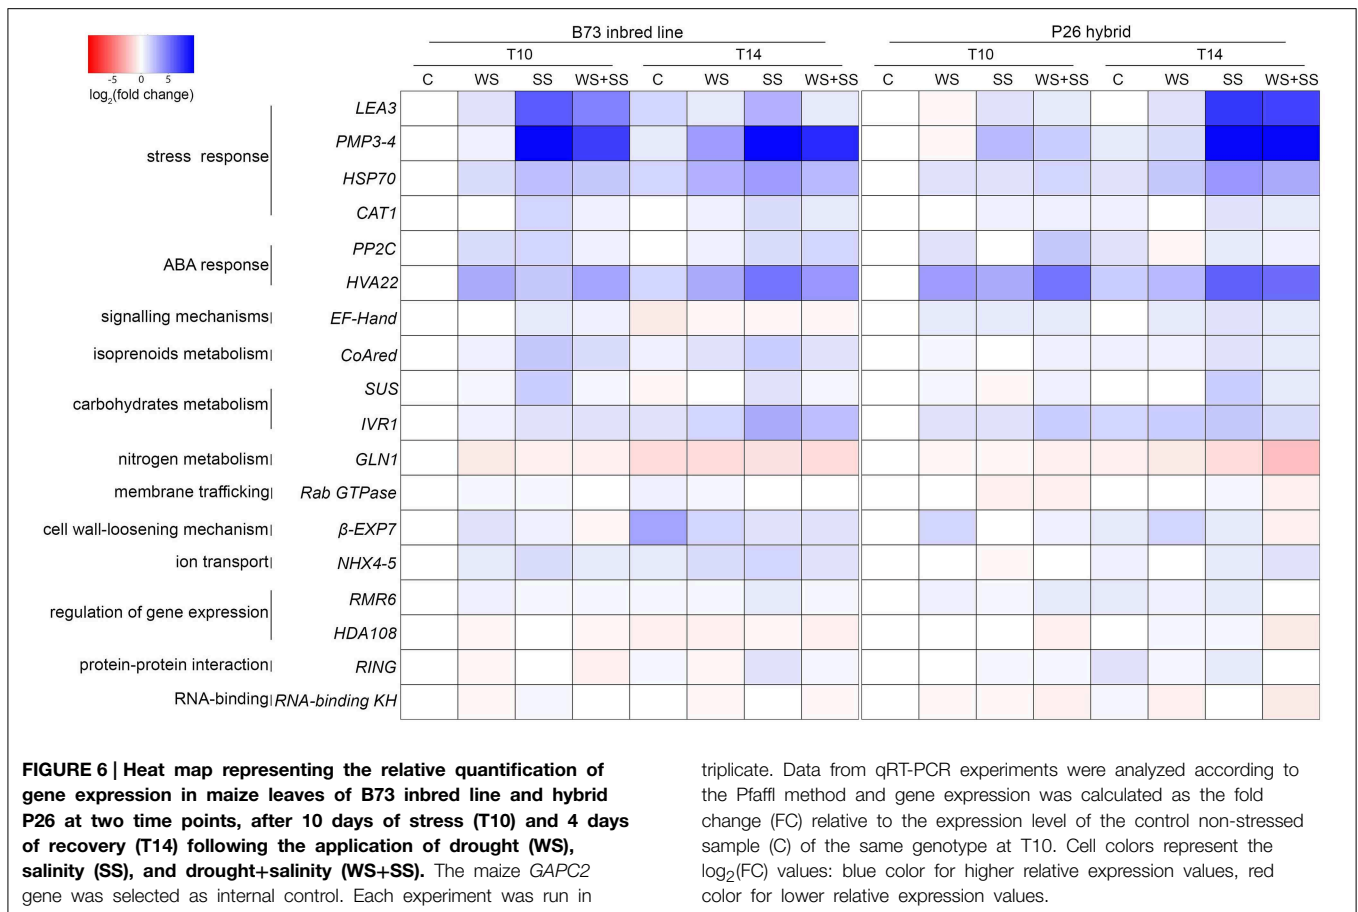 B73 inbred line P26 hybrid
T10 T14 T10 T14
C WS SS WS+SS C WS SS WS+SS C WS SS WS+SS C WS SS WS+SS
-5 0 5
log2(fold change)
stress response
LEA3
PMP3-4
HSP70
CAT1
ABA response
PP2C
HVA22
signalling mechanisms EF-Hand
isoprenoids metabolism CoAred
carbohydrates metabolism
SUS
IVR1
nitrogen metabolism GLN1
membrane trafficking Rab GTPase
cell wall-loosening mechanism β-EXP7
ion transport NHX4-5
regulation of gene expression
RMR6
HDA108
protein-protein interaction RING
RNA-binding RNA-binding KH
FIGURE 6 | Heat map representing the relative quantification of
gene expression in maize leaves of B73 inbred line and hybrid
P26 at two time points, after 10 days of stress (T10) and 4 days
of recovery (T14) following the application of drought (WS),
salinity (SS), and drought+salinity (WS+SS). The maize GAPC2
gene was selected as internal control. Each experiment was run in
triplicate. Data from qRT-PCR experiments were analyzed according to
the Pfaffl method and gene expression was calculated as the fold
change (FC) relative to the expression level of the control non-stressed
sample (C) of the same genotype at T10. Cell colors represent the
log2(FC) values: blue color for higher relative expression values, red
color for lower relative expression values.